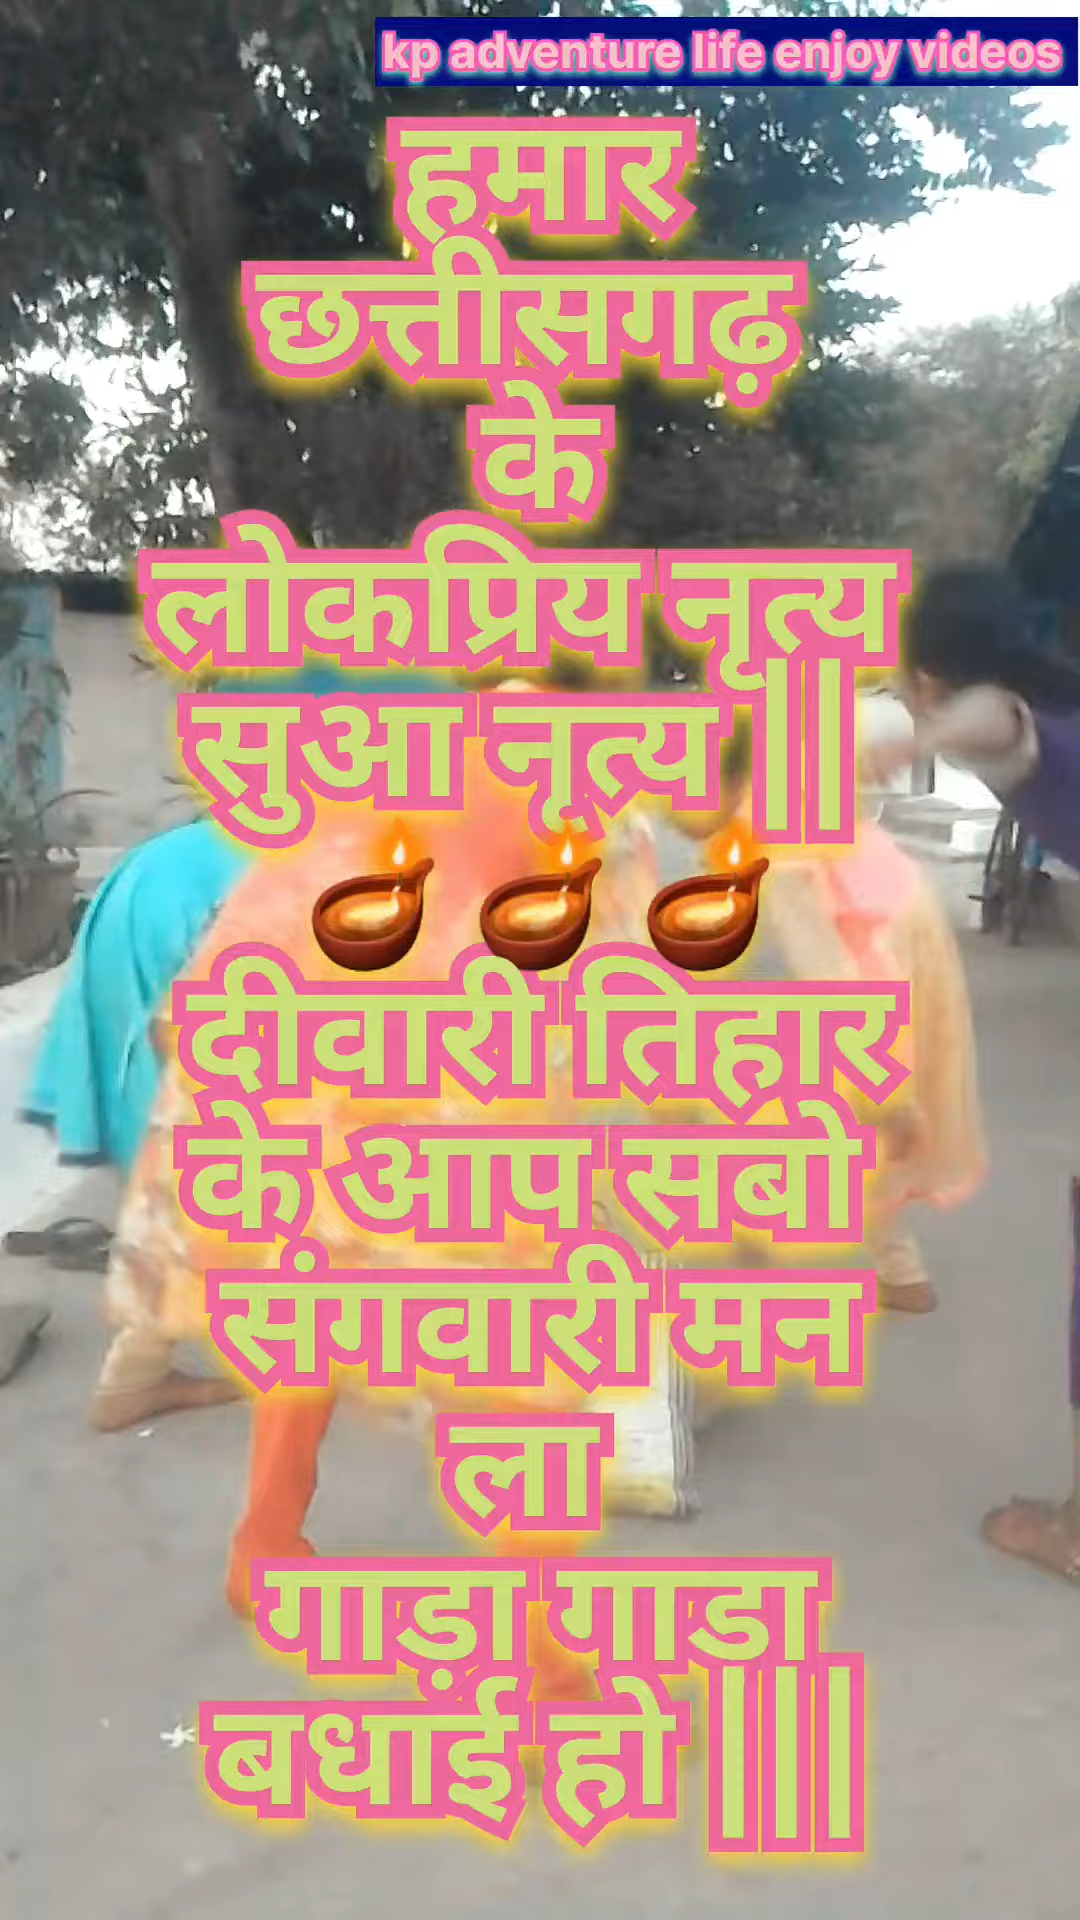 kp adventure life enjoy videos
हमार
छत्तीसगढ़
के
लोकप्रिय नृत्य
सुआ नृत्य ||
🪔 🪔 🪔
दीवारी तिहार
के आप सबो
संगवारी मन
ला
गाड़ा गाडा
बधाई हो |||